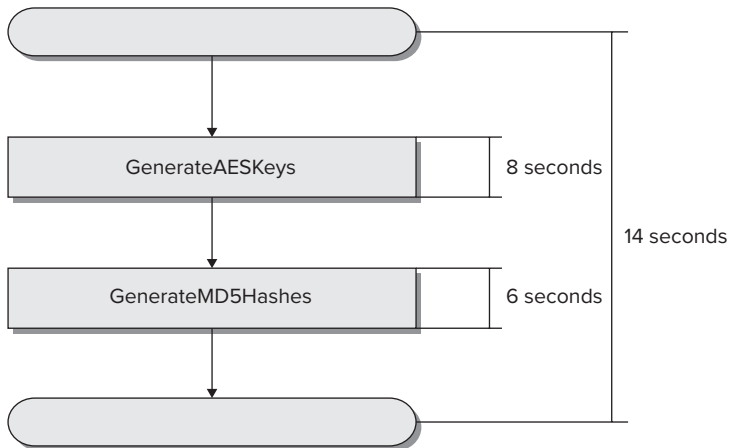 GenerateAESKeys
8 seconds
14 seconds
GenerateMD5Hashes
6 seconds